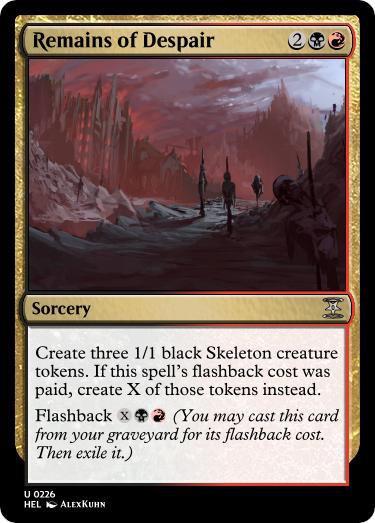 Remains of Despair 2
Sorcery
Create three 1/1 black Skeleton creature
tokens. If this spell's flashback cost was
paid, create X of those tokens instead.
Flashback X (You may cast this card
from your graveyard for its flashback cost.
Then exile it.)
U 0226
HEL AlexKuhn